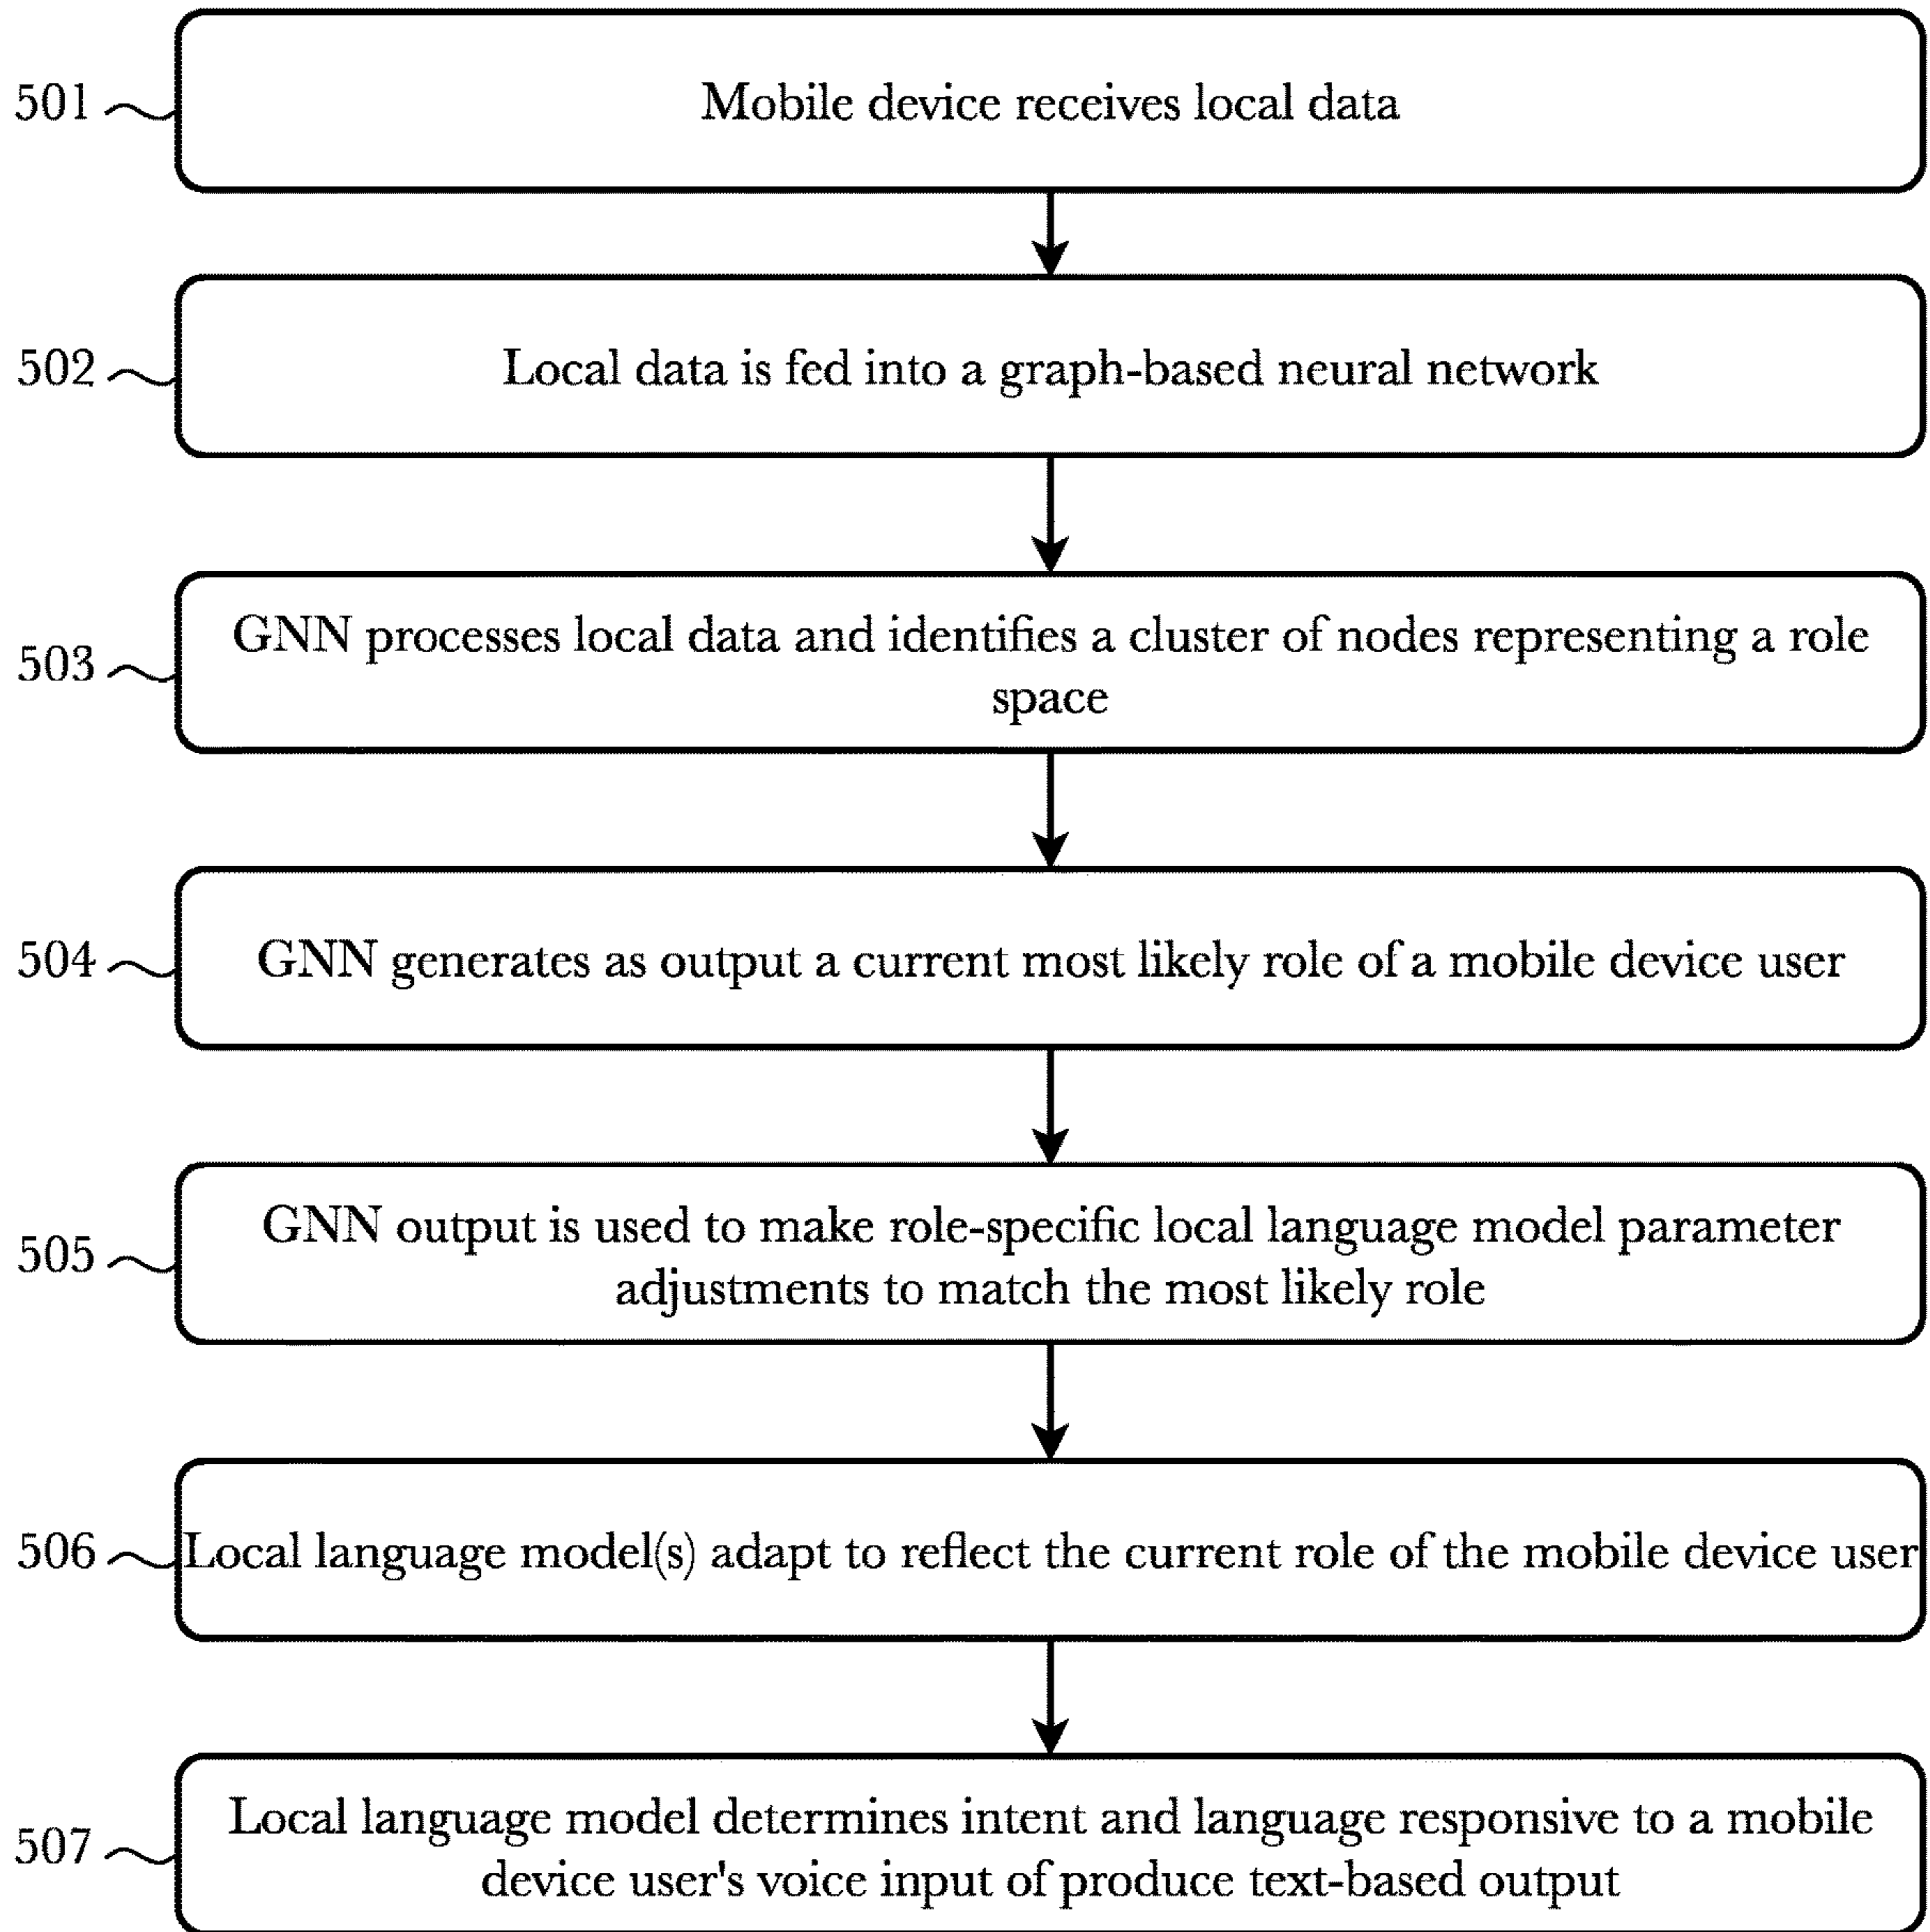 501
Mobile device receives local data
502
Local data is fed into a graph-based neural network
503
GNN processes local data and identifies a cluster of nodes representing a role
space
504
GNN generates as output a current most likely role of a mobile device user
505
GNN output is used to make role-specific local language model parameter
adjustments to match the most likely role
506
Local language model(s) adapt to reflect the current role of the mobile device user
507
Local language model determines intent and language responsive to a mobile
device user's voice input of produce text-based output